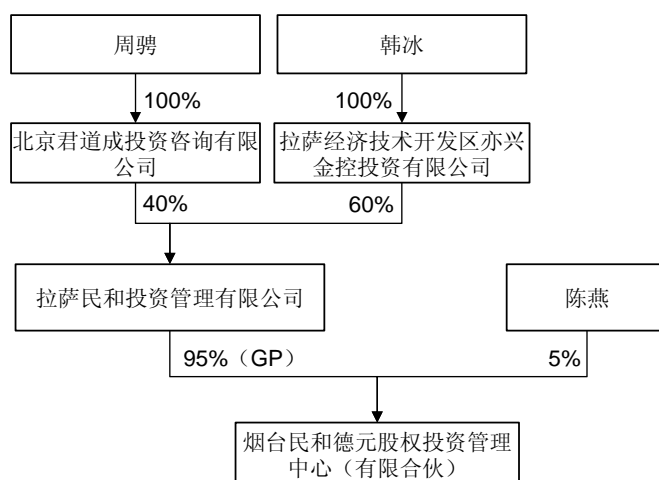 周骋
韩冰
100%
100%
北京君道成投资咨询有限
公司
拉萨经济技术开发区亦兴
金控投资有限公司
40%
60%
拉萨民和投资管理有限公司
陈燕
95%（GP）
5%
烟台民和德元股权投资管理
中心（有限合伙）